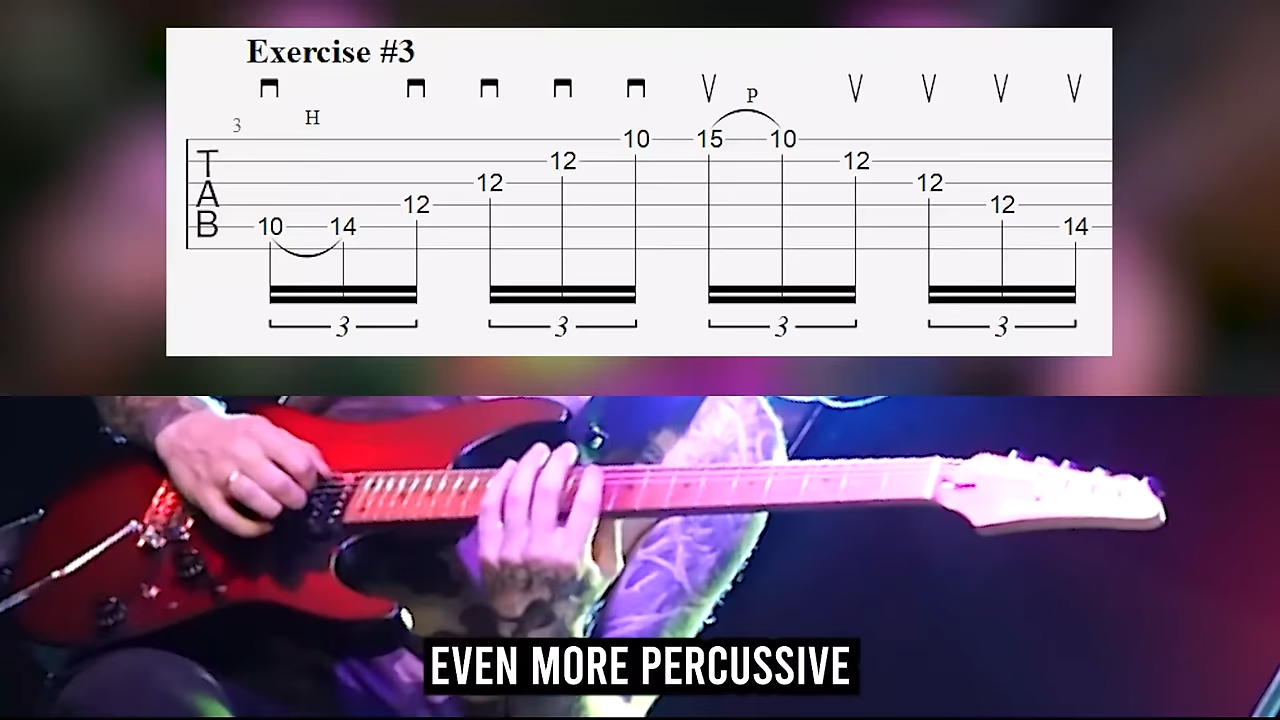 Exercise #3
P
H
3
10 15 10
T 12 12
A 12 12
12 12
B 10 14 14
3 3 3 3
EVEN MORE PERCUSSIVE